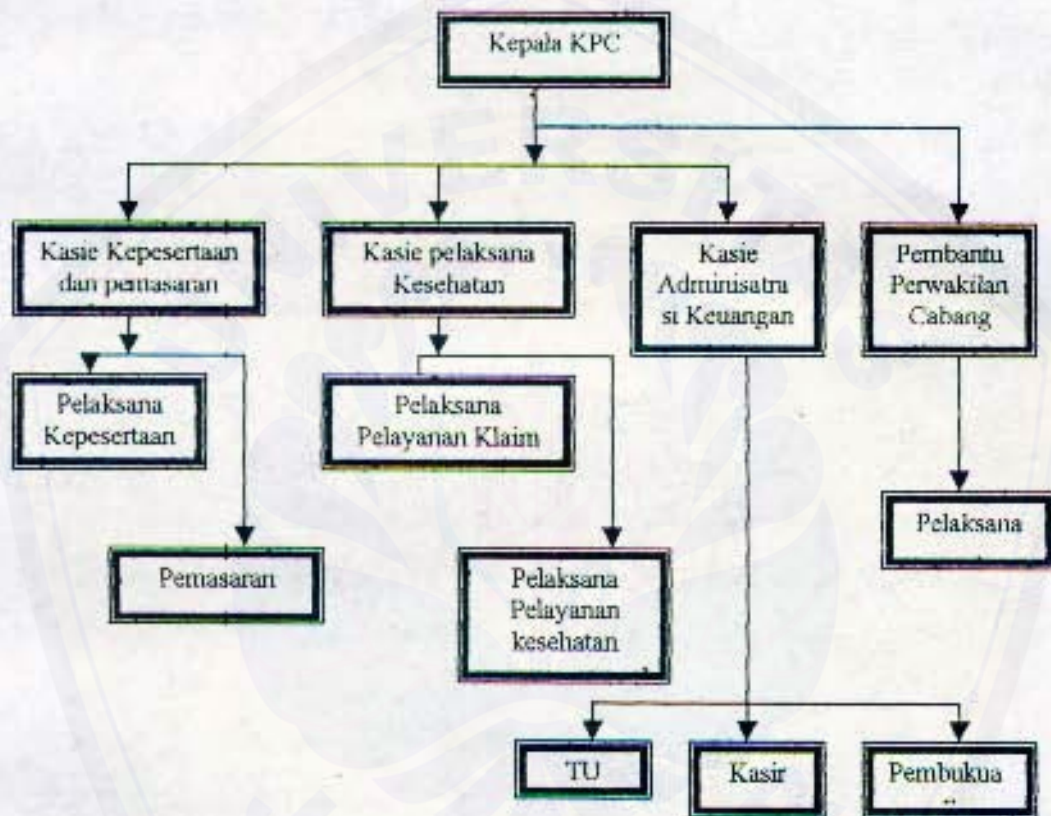 Kepala KPC
Kasie Kepesertaan
dan pemasaran
Kasie pelaksana
Kesehatan
Kasie
Adminisatra
si Keuangan
Pembantu
Perwakilan
Cabang
Pelaksana
Kepesertaan
Pelaksana
Pelayanan Klaim
Pelaksana
Pemasaran
Pelaksana
Pelayanan
kesehatan
TU
Kasir
Pembukua